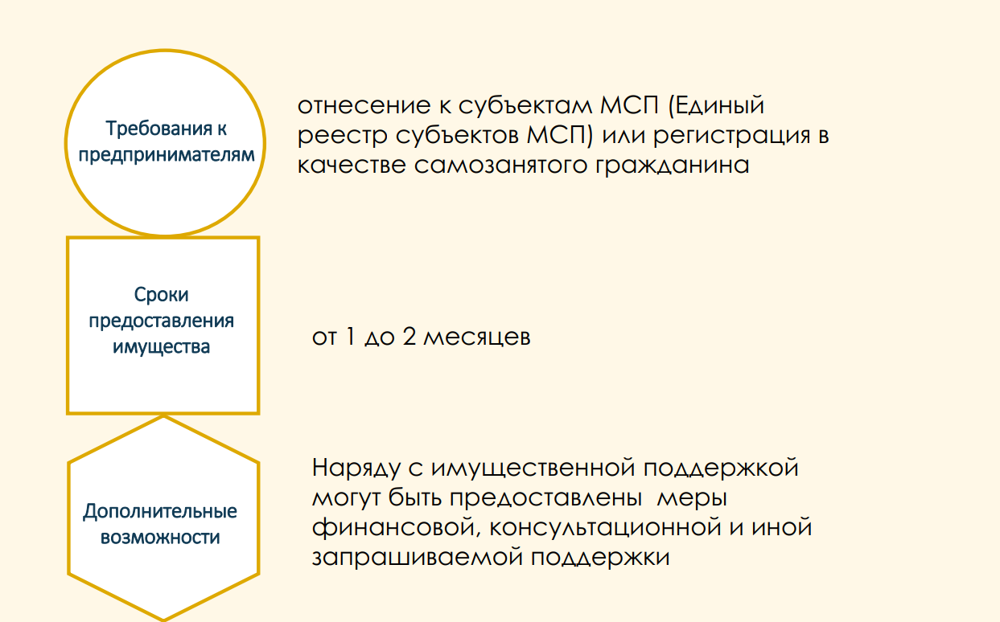 Требования к
предпринимателям
отнесение к субъектам МСП (Единый
реестр субъектов МСП) или регистрация в
качестве самозанятого гражданина
Сроки
предоставления
имущества
от 1 до 2 месяцев
Дополнительные
возможности
Наряду с имущественной поддержкой
могут быть предоставлены  меры
финансовой, консультационной и иной
запрашиваемой поддержки